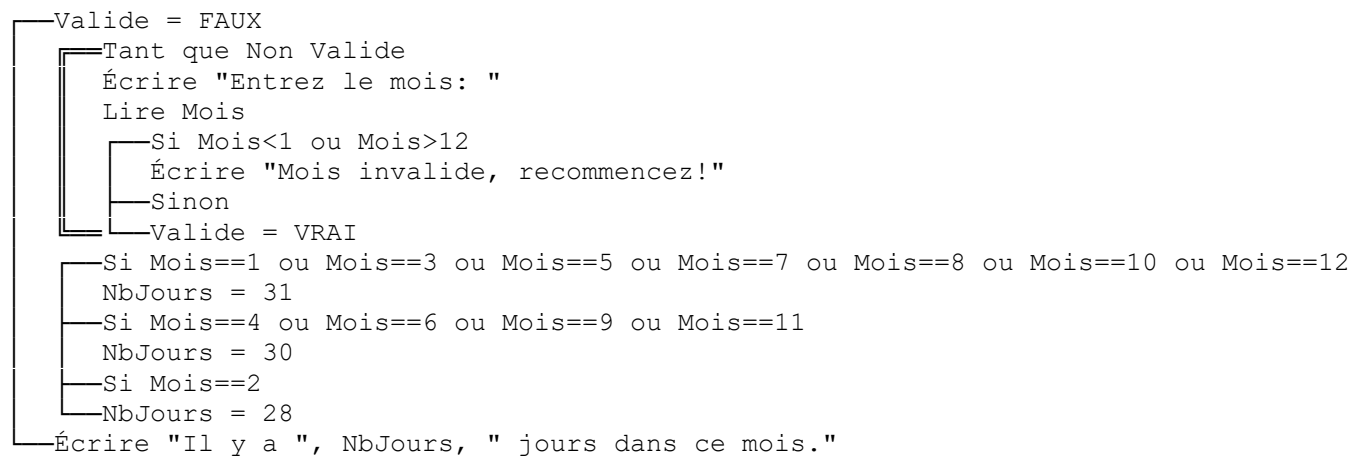 Valide = FAUX
Tant que Non Valide
Écrire "Entrez le mois: "
Lire Mois
Si Mois<1 ou Mois>12
Écrire "Mois invalide, recommencez!"
Sinon
Valide = VRAI
Si Mois==1 ou Mois==3 ou Mois==5 ou Mois==7 ou Mois==8 ou Mois==10 ou Mois==12
NbJours = 31
Si Mois==4 ou Mois==6 ou Mois==9 ou Mois==11
NbJours = 30
Si Mois==2
NbJours = 28
Écrire "Il y a ", NbJours, " jours dans ce mois."